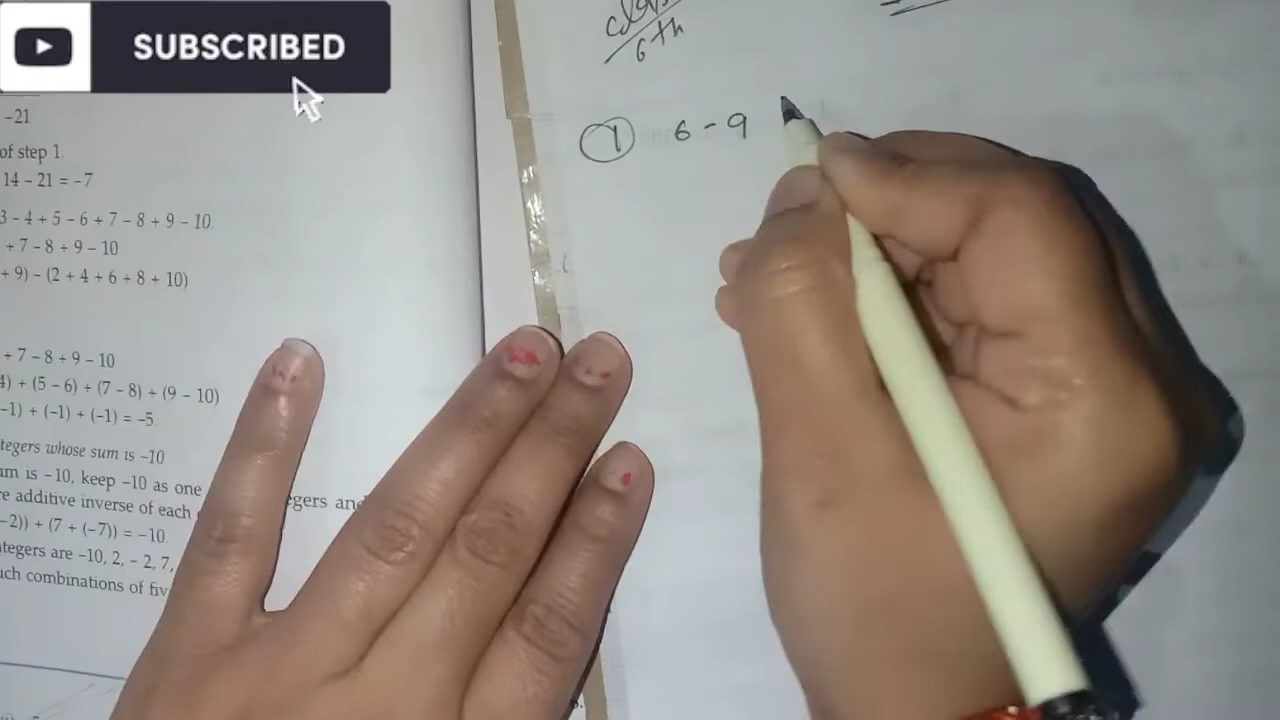 SUBSCRIBED
-21
of step 1.
14 – 21 = –7
3 – 4 + 5 – 6 + 7 – 8 + 9 – 10.
+ 7 – 8 + 9 – 10
+ 9) – (2 + 4 + 6 + 8 + 10)
+ 7 – 8 + 9 – 10
4) + (5 – 6) + (7 – 8) + (9 – 10)
–1) + (–1) + (–1) = –5
tegers whose sum is –10
um is –10, keep –10 as one egers and
re additive inverse of each
–2)) + (7 + (–7)) = –10.
tegers are –10, 2, – 2, 7,
uch combinations of fiv
6th
1 6 - 9